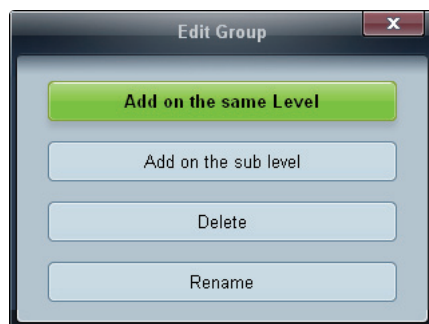 Edit Group
x
Add on the same Level
Add on the sub level
Delete
Rename